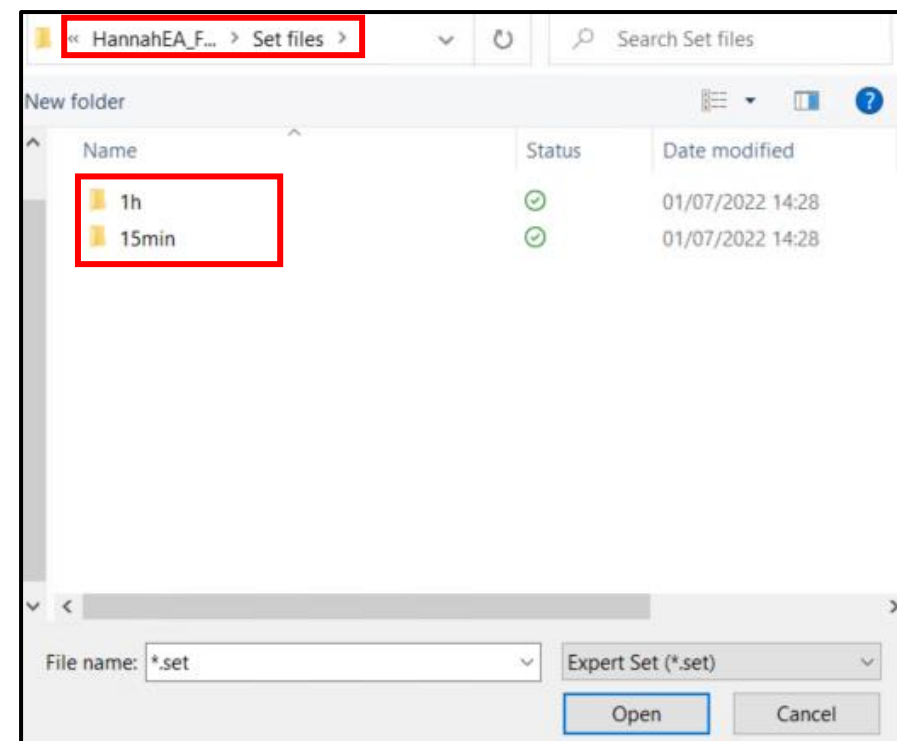 « HannahEA_F... > Set files > Search Set files
New folder ?
Name Status Date modified
1h 01/07/2022 14:28
15min 01/07/2022 14:28
File name: *.set Expert Set (*.set)
Open Cancel